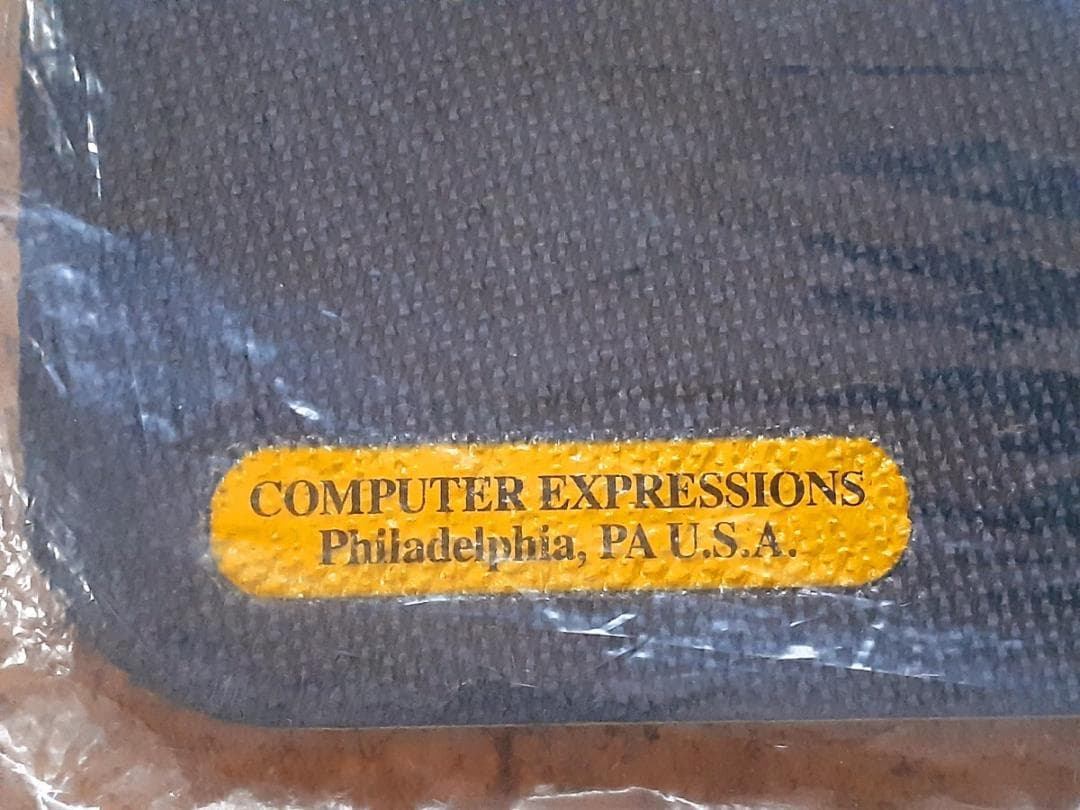 COMPUTER EXPRESSIONS
Philadelphia, PA U.S.A.